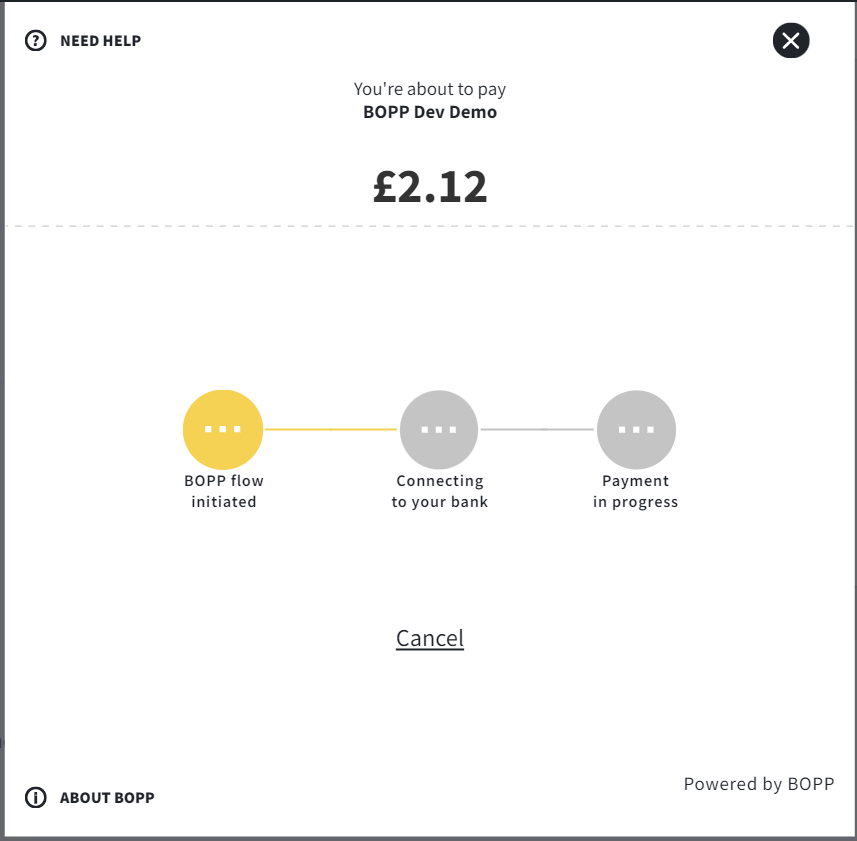 NEED HELP
You're about to pay
BOPP Dev Demo
£2.12
BOPP flow
initiated
Connecting
to your bank
Payment
in progress
Cancel
Powered by BOPP
ABOUT BOPP